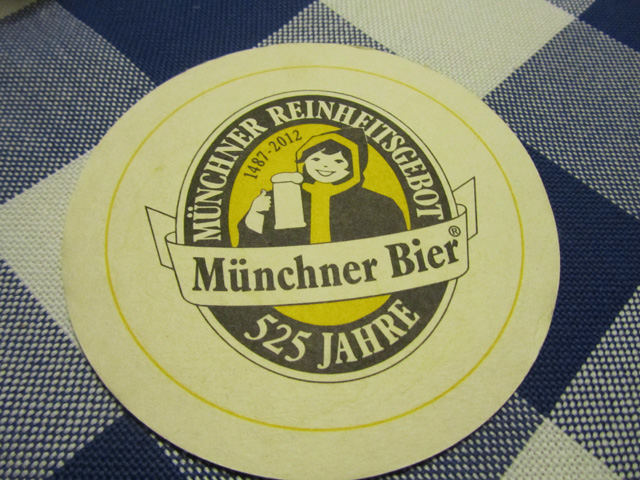 MÜNCHNER REINHEITSGEBOT
1487-2012
Münchner Bier®
525 JAHRE